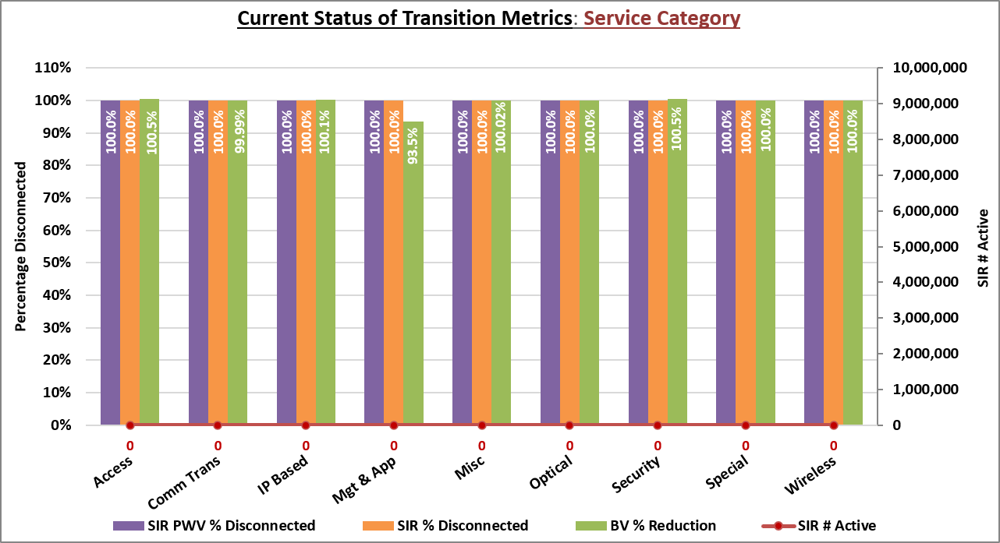 Current Status of Transition Metrics: Service Category
110%
100%
90%
80%
70%
60%
50%
40%
30%
20%
10%
0%
Percentage Disconnected
10,000,000
9,000,000
8,000,000
7,000,000
6,000,000
5,000,000
4,000,000
3,000,000
2,000,000
1,000,000
0
SIR # Active
100.0% 100.0% 100.5%
100.0% 100.0% 99.99%
100.0% 100.0% 100.1%
100.0% 100.0% 93.5%
100.0% 100.0% 100.02%
100.0% 100.0% 100.0%
100.0% 100.0% 100.5%
100.0% 100.0% 100.0%
100.0% 100.0% 100.0%
0 0 0 0 0 0 0 0 0
Access
Comm Trans
IP Based
Mgt & App
Misc
Optical
Security
Special
Wireless
SIR PWV % Disconnected SIR % Disconnected BV % Reduction SIR # Active